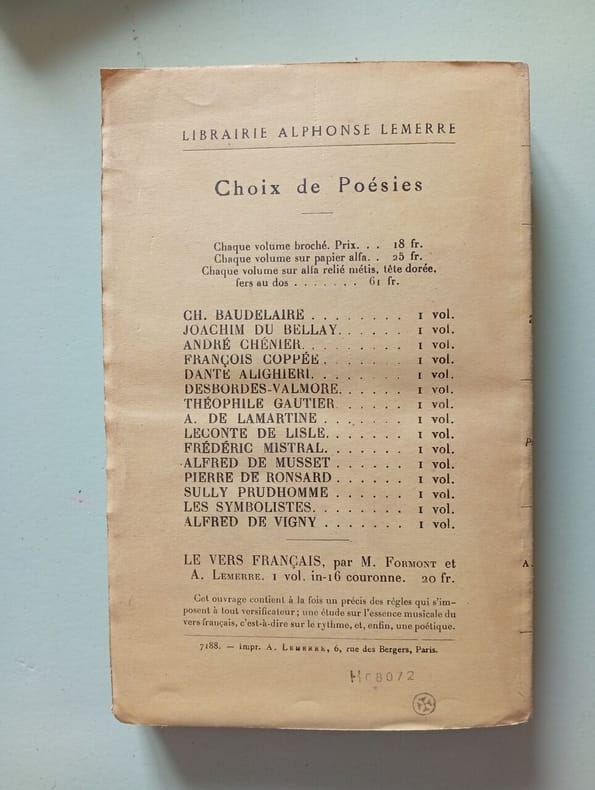 LIBRAIRIE ALPHONSE LEMERRE
Choix de Poésies
Chaque volume broché. Prix. . . 18 fr.
Chaque volume sur papier alfa. . 25 fr.
Chaque volume sur alfa relié métis, tête dorée,
fers au dos . . . . . . . 61 fr.
CH. BAUDELAIRE . . . . . . . . 1 vol.
JOACHIM DU BELLAY. . . . . . 1 vol.
ANDRÉ CHÉNIER. . . . . . . . 1 vol.
FRANÇOIS COPPÉE . . . . . . . 1 vol.
DANTE ALIGHIERI. . . . . . . 1 vol.
DESBORDES-VALMORE. . . . . . 1 vol.
THÉOPHILE GAUTIER. . . . . . 1 vol.
A. DE LAMARTINE . . . . . . . 1 vol.
LECONTE DE LISLE. . . . . . . 1 vol.
FRÉDÉRIC MISTRAL. . . . . . . 1 vol.
ALFRED DE MUSSET . . . . . . 1 vol.
PIERRE DE RONSARD . . . . . . 1 vol.
SULLY PRUDHOMME . . . . . . 1 vol.
LES SYMBOLISTES. . . . . . . . 1 vol.
ALFRED DE VIGNY . . . . . . . 1 vol.
LE VERS FRANÇAIS, par M. FORMONT et
A. LEMERRE. 1 vol. in-16 couronne. 20 fr.
Cet ouvrage contient à la fois un précis des règles qui s'im-
posent à tout versificateur; une étude sur l'essence musicale du
vers français, c'est-à-dire sur le rythme, et, enfin, une poétique.
7188. — Impr. A. LEMERRE, 6, rue des Bergers, Paris.